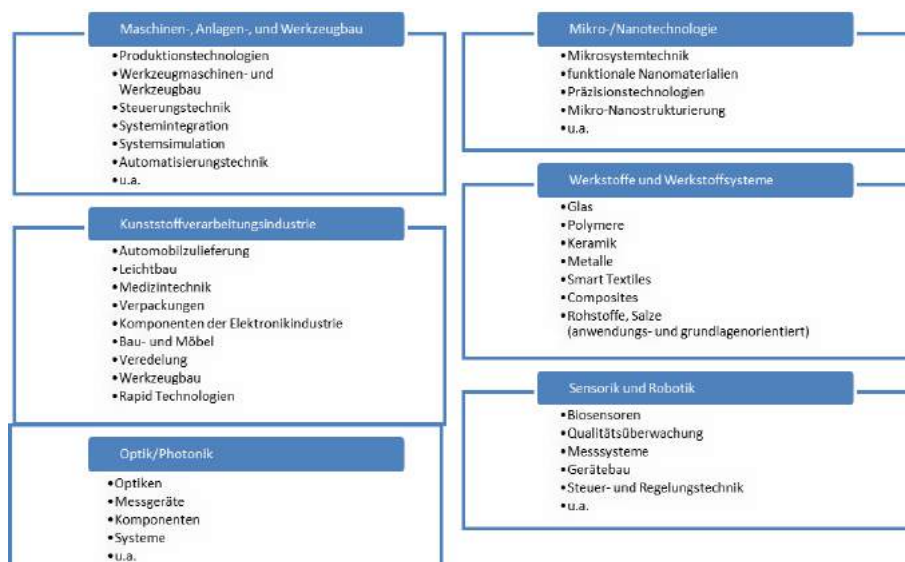 Maschinen-, Anlagen-, und Werkzeugbau
•Produktionstechnologien
•Werkzeugmaschinen- und
Werkzeugbau
•Steuerungstechnik
•Systemintegration
•Systemsimulation
•Automatisierungstechnik
•u.a.
Kunststoffverarbeitungsindustrie
•Automobilzulieferung
•Leichtbau
•Medizintechnik
•Verpackungen
•Komponenten der Elektronikindustrie
•Bau- und Möbel
•Veredelung
•Werkzeugbau
•Rapid Technologien
Optik/Photonik
•Optiken
•Messgeräte
•Komponenten
•Systeme
•u.a.
Mikro-/Nanotechnologie
•Mikrosystemtechnik
•funktionale Nanomaterialien
•Präzisionstechnologien
•Mikro-Nanostrukturierung
•u.a.
Werkstoffe und Werkstoffsysteme
•Glas
•Polymere
•Keramik
•Metalle
•Smart Textiles
•Composites
•Rohstoffe, Salze
(anwendungs- und grundlagenorientiert)
Sensorik und Robotik
•Biosensoren
•Qualitätsüberwachung
•Messsysteme
•Gerätebau
•Steuer- und Regelungstechnik
•u.a.